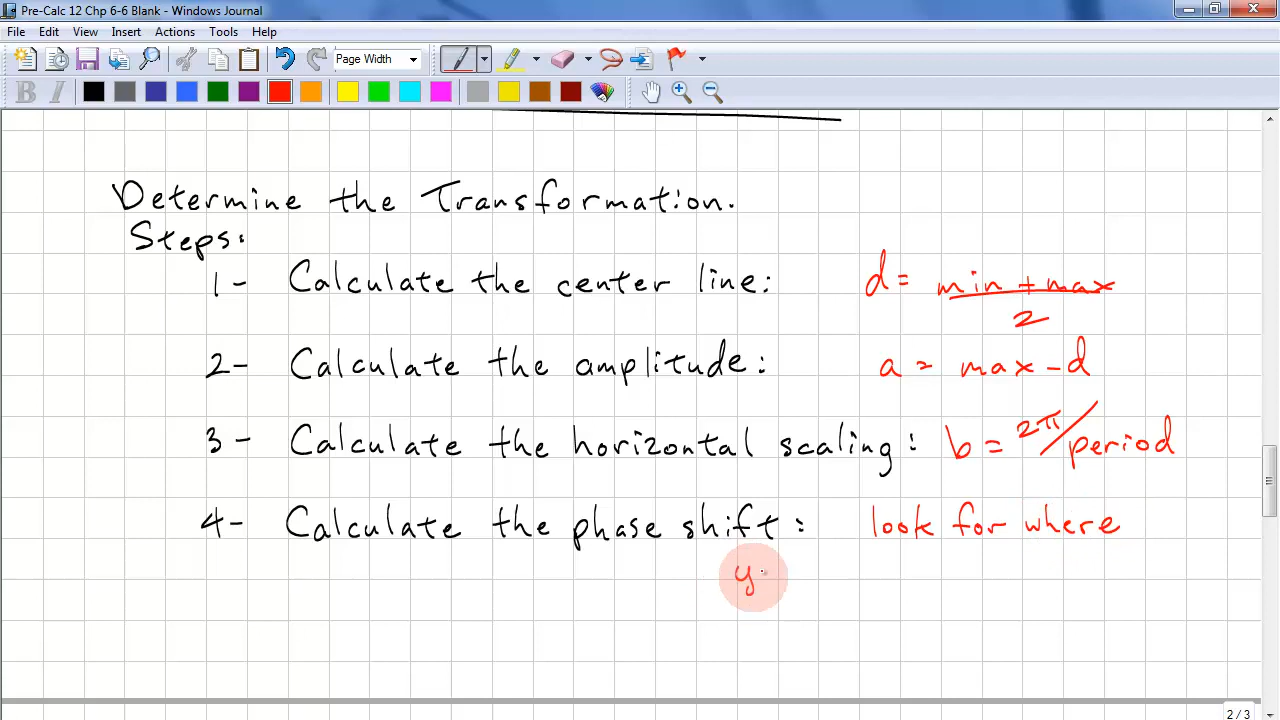 Pre-Calc 12 Chp 6-6 Blank - Windows Journal
File Edit View Insert Actions Tools Help
Page Width
B I
Determine the Transformation.
Steps:
1- Calculate the center line: d = min + max / 2
2- Calculate the amplitude: a = max - d
3- Calculate the horizontal scaling: b = 2π/period
4- Calculate the phase shift: look for where
y
2 / 3